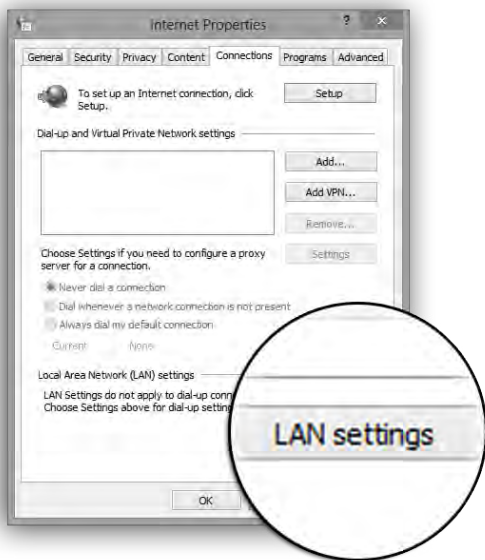 Internet Properties
?
×
General Security Privacy Content Connections Programs Advanced
To set up an Internet connection, click
Setup.
Setup
Dial-up and Virtual Private Network settings
Add...
Add VPN...
Remove...
Choose Settings if you need to configure a proxy
server for a connection.
Settings
Never dial a connection
Dial whenever a network connection is not present
Always dial my default connection
Current None
Local Area Network (LAN) settings
LAN Settings do not apply to dial-up
Choose Settings above for dial-up
LAN settings
OK